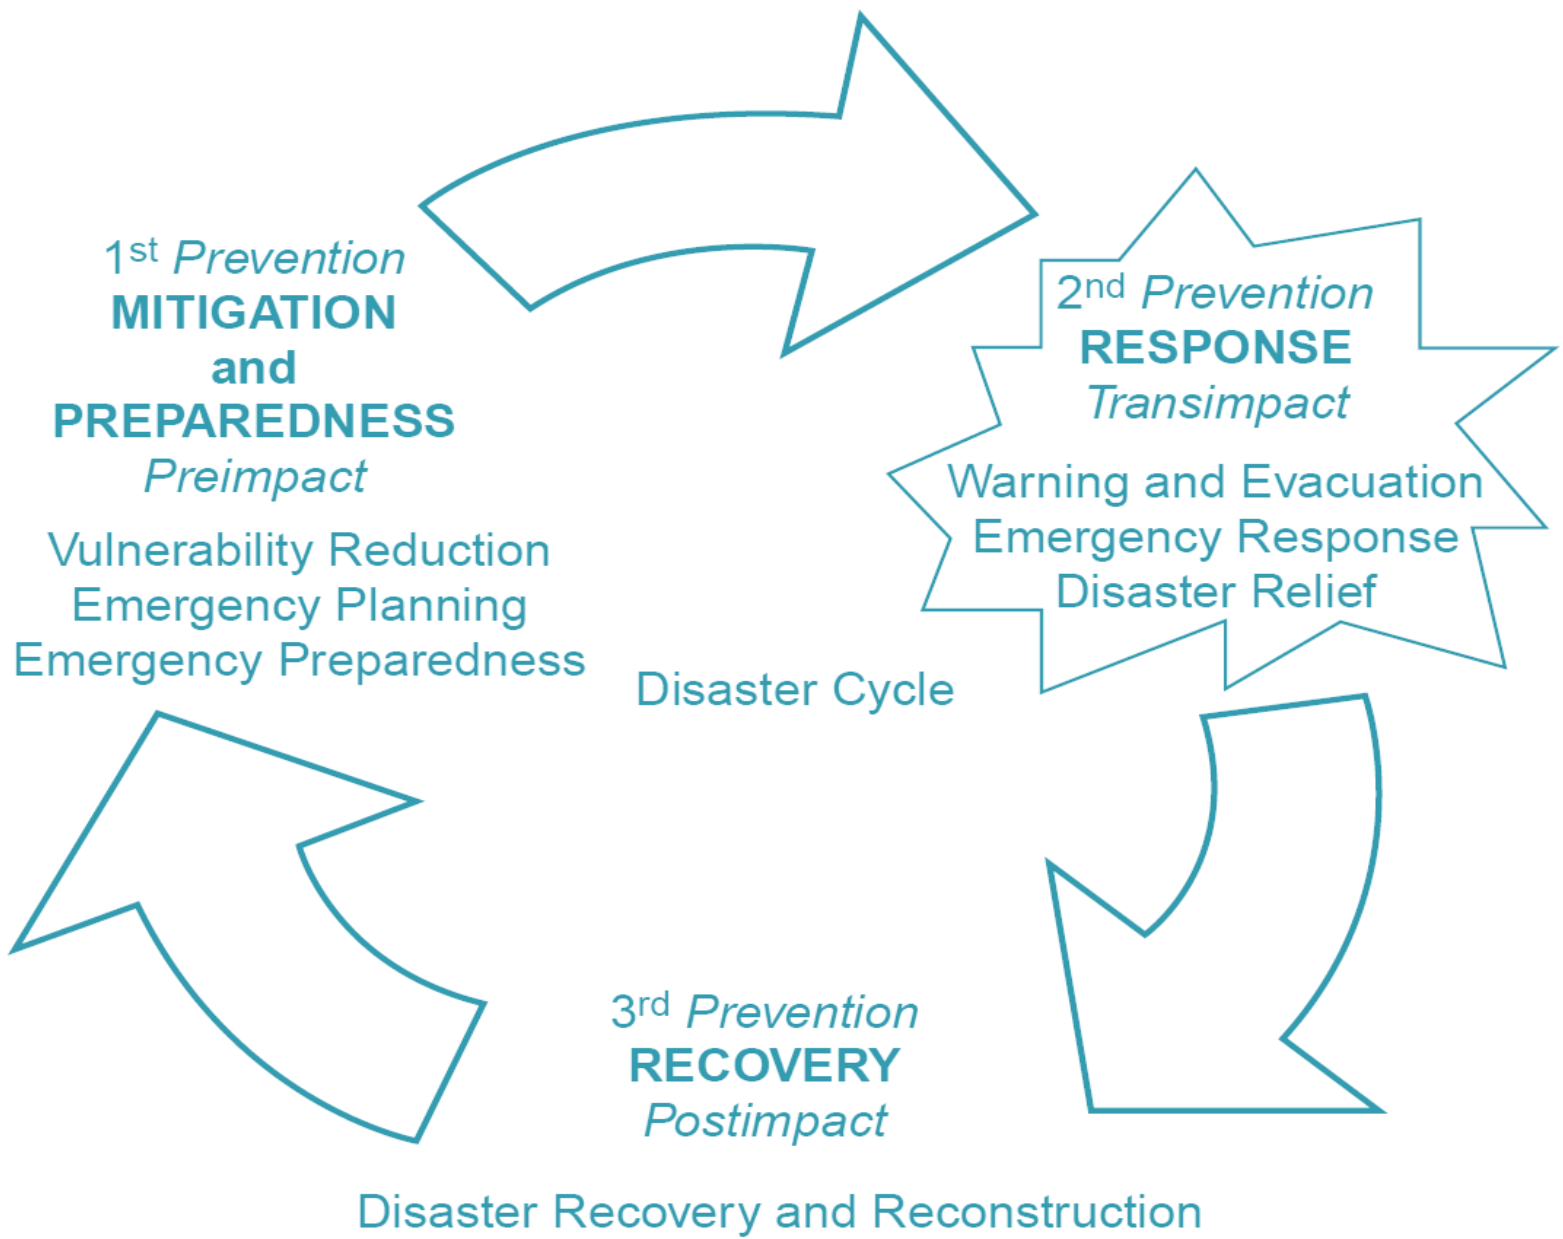 1st Prevention
MITIGATION
and
PREPAREDNESS
Preimpact
Vulnerability Reduction
Emergency Planning
Emergency Preparedness
2nd Prevention
RESPONSE
Transimpact
Warning and Evacuation
Emergency Response
Disaster Relief
Disaster Cycle
3rd Prevention
RECOVERY
Postimpact
Disaster Recovery and Reconstruction